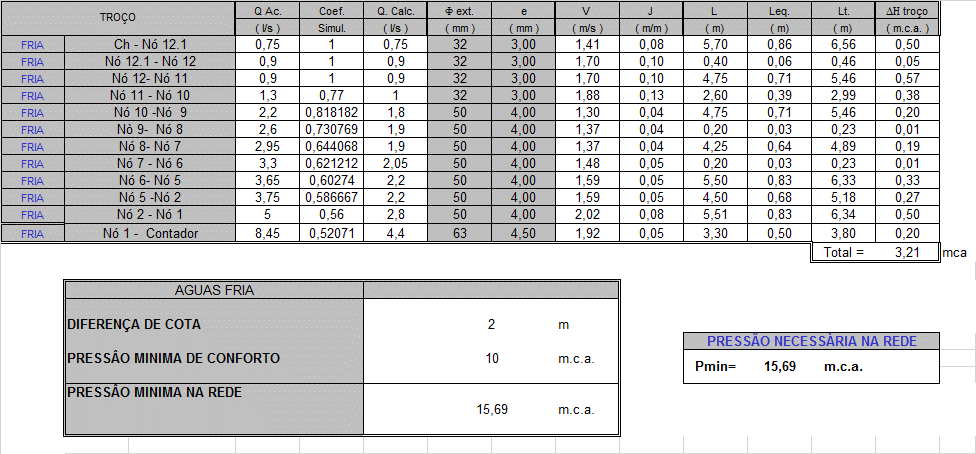 TROÇO Q Ac. Coef. Q. Calc. Φ ext. e V J L Leq. Lt. ΔH troço
( l/s ) Simul. ( l/s ) ( mm ) ( mm ) ( m/s ) ( m/m ) ( m) ( m) ( m) ( m.c.a. )
FRIA Ch - Nó 12.1 0,75 1 0,75 32 3,00 1,41 0,08 5,70 0,86 6,56 0,50
FRIA Nó 12.1 - Nó 12 0,9 1 0,9 32 3,00 1,70 0,10 0,40 0,06 0,46 0,05
FRIA Nó 12- Nó 11 0,9 1 0,9 32 3,00 1,70 0,10 4,75 0,71 5,46 0,57
FRIA Nó 11 - Nó 10 1,3 0,77 1 32 3,00 1,88 0,13 2,60 0,39 2,99 0,38
FRIA Nó 10 -Nó 9 2,2 0,818182 1,8 50 4,00 1,30 0,04 4,75 0,71 5,46 0,20
FRIA Nò 9- Nó 8 2,6 0,730769 1,9 50 4,00 1,37 0,04 0,20 0,03 0,23 0,01
FRIA Nó 8- Nó 7 2,95 0,644068 1,9 50 4,00 1,37 0,04 4,25 0,64 4,89 0,19
FRIA Nó 7 - Nó 6 3,3 0,621212 2,05 50 4,00 1,48 0,05 0,20 0,03 0,23 0,01
FRIA Nó 6- Nó 5 3,65 0,60274 2,2 50 4,00 1,59 0,05 5,50 0,83 6,33 0,33
FRIA Nó 5 -Nó 2 3,75 0,586667 2,2 50 4,00 1,59 0,05 4,50 0,68 5,18 0,27
FRIA Nó 2 - Nó 1 5 0,56 2,8 50 4,00 2,02 0,08 5,51 0,83 6,34 0,50
FRIA Nó 1 - Contador 8,45 0,52071 4,4 63 4,50 1,92 0,05 3,30 0,50 3,80 0,20
Total = 3,21 mca
AGUAS FRIA
DIFERENÇA DE COTA 2 m
PRESSÂO MINIMA DE CONFORTO 10 m.c.a.
PRESSÂO MINIMA NA REDE
15,69 m.c.a.
PRESSÃO NECESSÀRIA NA REDE
Pmin= 15,69 m.c.a.